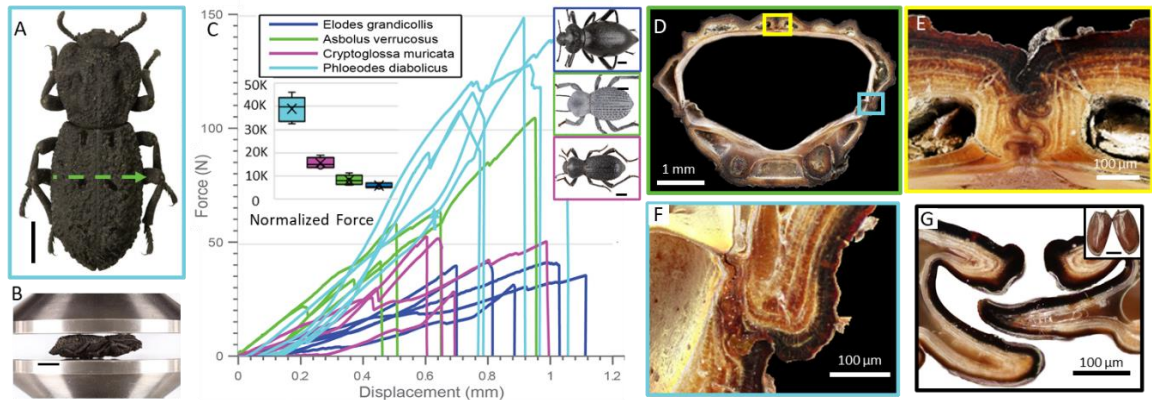 A
B
C
150
100
50
0
Force (N)
Elodes grandicollis
Asbolus verrucosus
Cryptoglossa muricata
Phloeodes diabolicus
50K
40K
30K
20K
10K
0
Normalized Force
0 0.2 0.4 0.6 0.8 1 1.2
Displacement (mm)
D
1 mm
E
100 µm
F
100 µm
G
100 µm